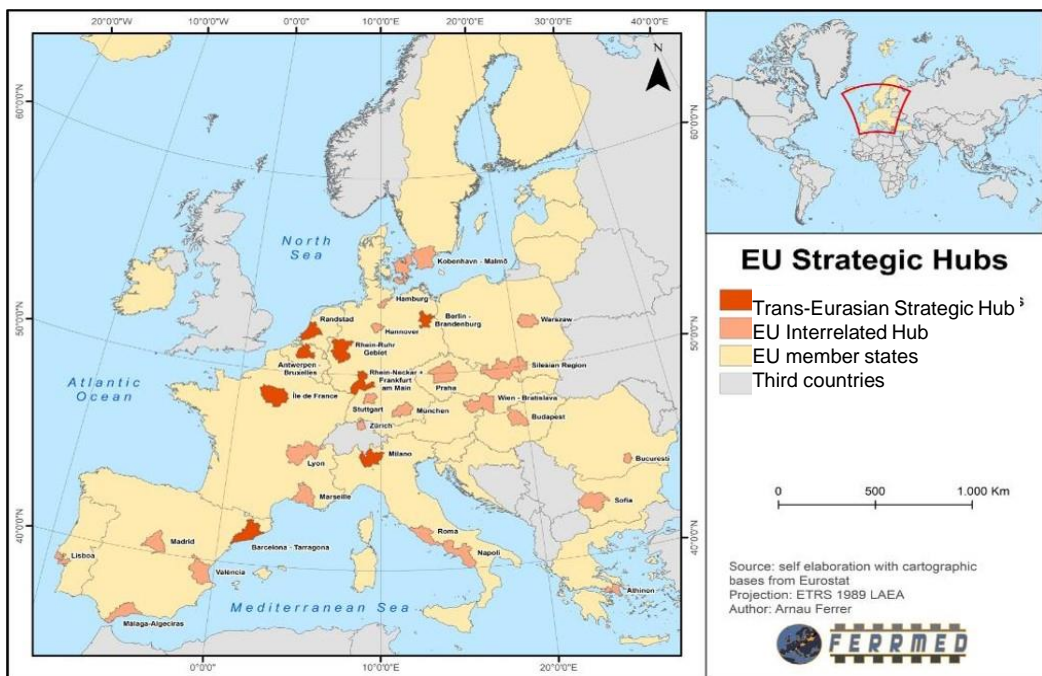 20°0'0"W
10°0'0"W
0°0'0"
10°0'0"E
20°0'0"E
30°0'0"E
40°0'0"E
60°0'0"N
50°0'0"N
40°0'0"N
60°0'0"N
50°0'0"N
40°0'0"N
0°0'0"
10°0'0"E
20°0'0"E
N
North
Sea
Atlantic
Ocean
Mediterranean Sea
Kobenhavn - Malmö
Hamburg
Randstad
Berlin -
Brandenburg
Warszaw
Hannover
Rhein-Ruhr
Gebiet
Antwerpen -
Bruxelles
Rhein-Neckar +
Frankfurt
am Main
Silesian Region
Praha
Île de France
Stuttgart
München
Wien - Bratislava
Budapest
Zürich
Lyon
Milano
Bucuresti
Marseille
Sofia
Roma
Madrid
Barcelona - Tarragona
Napoli
Lisboa
València
Athinon
Málaga-Algeciras
EU Strategic Hubs
Trans-Eurasian Strategic Hub s
EU Interrelated Hub
EU member states
Third countries
0 500 1.000 Km
Source: self elaboration with cartographic
bases from Eurostat
Projection: ETRS 1989 LAEA
Author: Arnau Ferrer
FERRMED